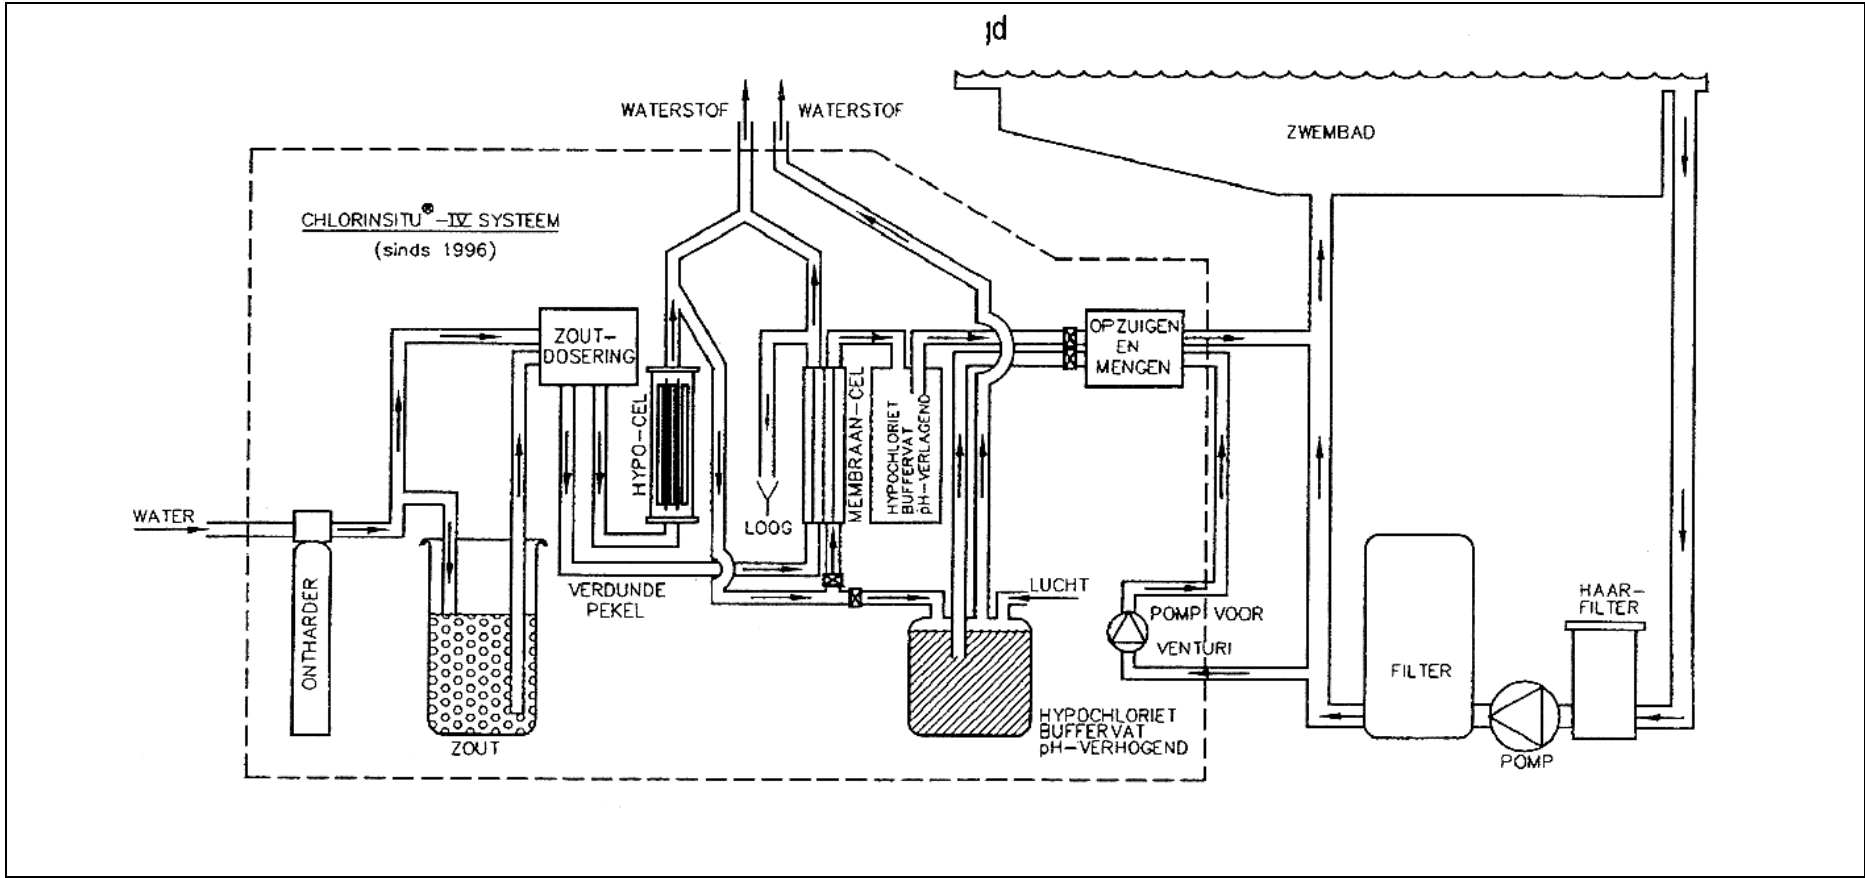 WATERSTOF
WATERSTOF
ZWEMBAD
CHLORINSITU®-IV SYSTEEM
(sinds 1996)
ZOUT-
DOSERING
OPZUIGEN
EN
MENGEN
HYPO-CEL
MEMBRAAN-CEL
HYPOCHLORIET
BUFFERVAT
pH-VERLAGEND
LOOG
WATER
ONTHARDER
VERDUNDE
PEKEL
LUCHT
POMP VOOR
VENTURI
HAAR-
FILTER
FILTER
HYPOCHLORIET
BUFFERVAT
pH-VERHOGEND
ZOUT
POMP